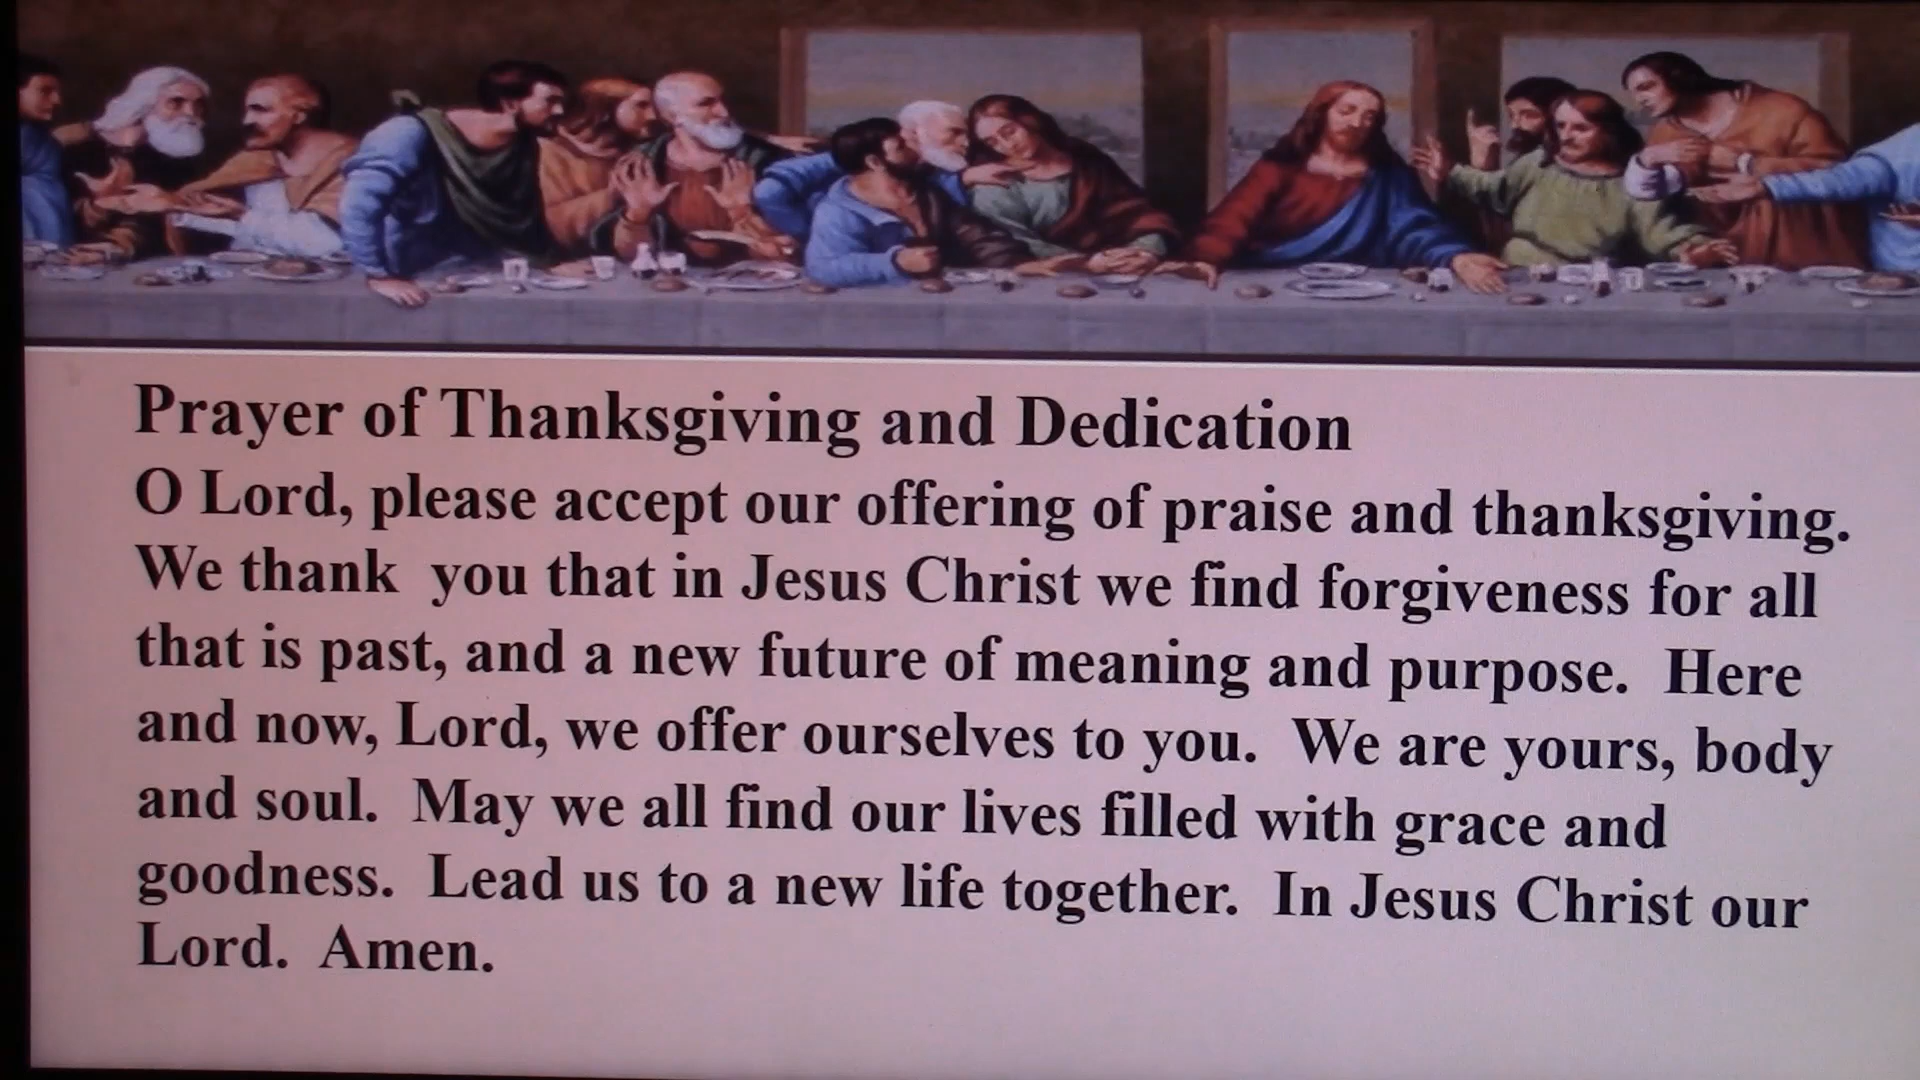 Prayer of Thanksgiving and Dedication
O Lord, please accept our offering of praise and thanksgiving.
We thank you that in Jesus Christ we find forgiveness for all
that is past, and a new future of meaning and purpose. Here
and now, Lord, we offer ourselves to you. We are yours, body
and soul. May we all find our lives filled with grace and
goodness. Lead us to a new life together. In Jesus Christ our
Lord. Amen.